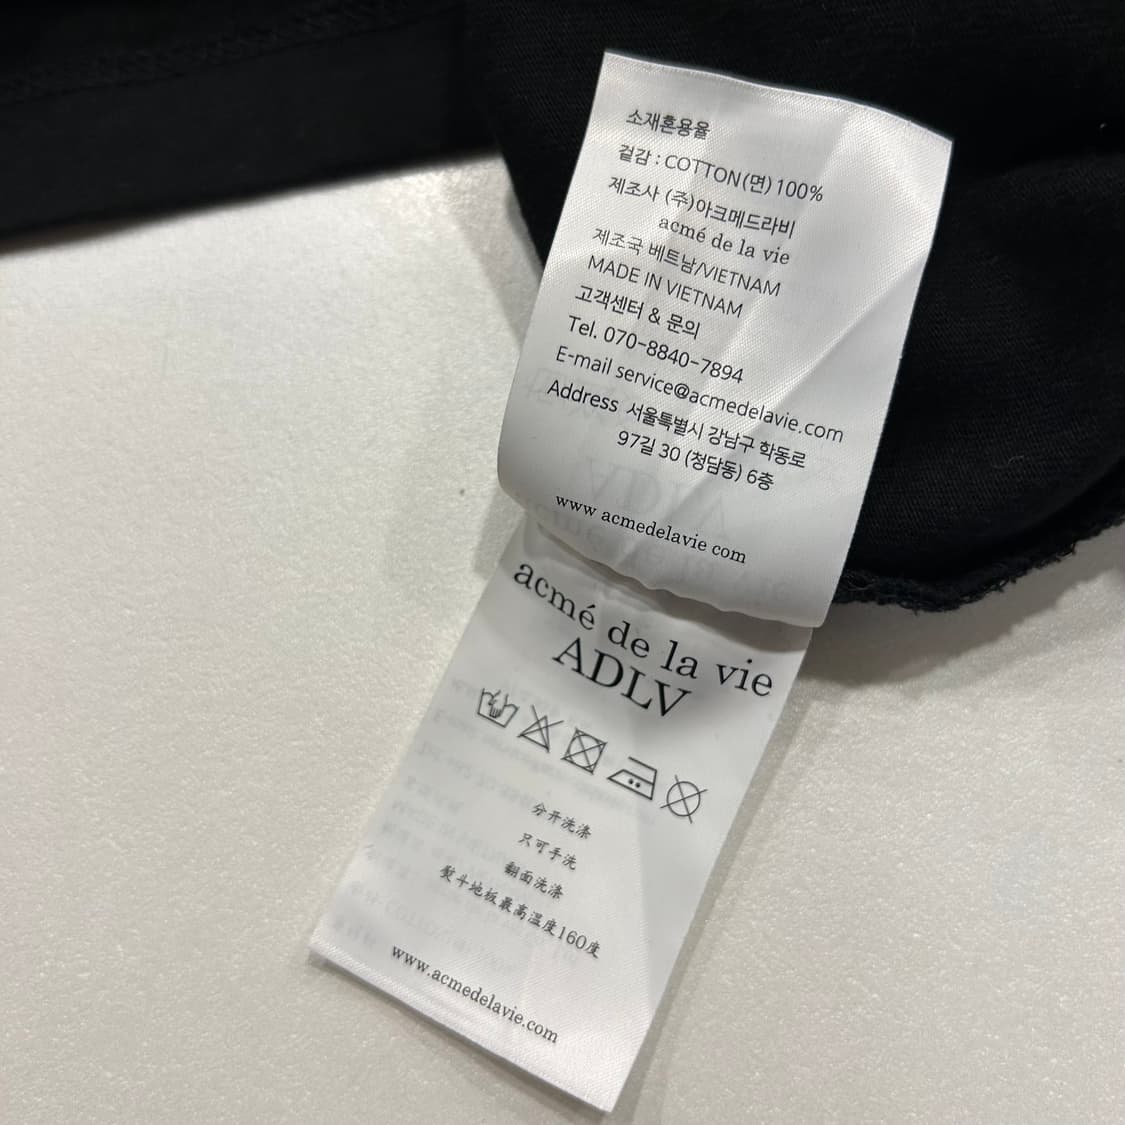 소재혼용율
겉감 : COTTON(면)100%
제조사 (주)아크메드라비
acmé de la vie
제조국 베트남/VIETNAM
MADE IN VIETNAM
고객센터 & 문의
Tel. 070-8840-7894
E-mail service@acmedelavie.com
Address 서울특별시 강남구 학동로
97길 30 (청담동) 6층
www acmedelavie com
acmé de la vie
ADLV
分开洗涤
只可手洗
翻面洗涤
熨斗地板最高温度160度
www.acmedelavie.com